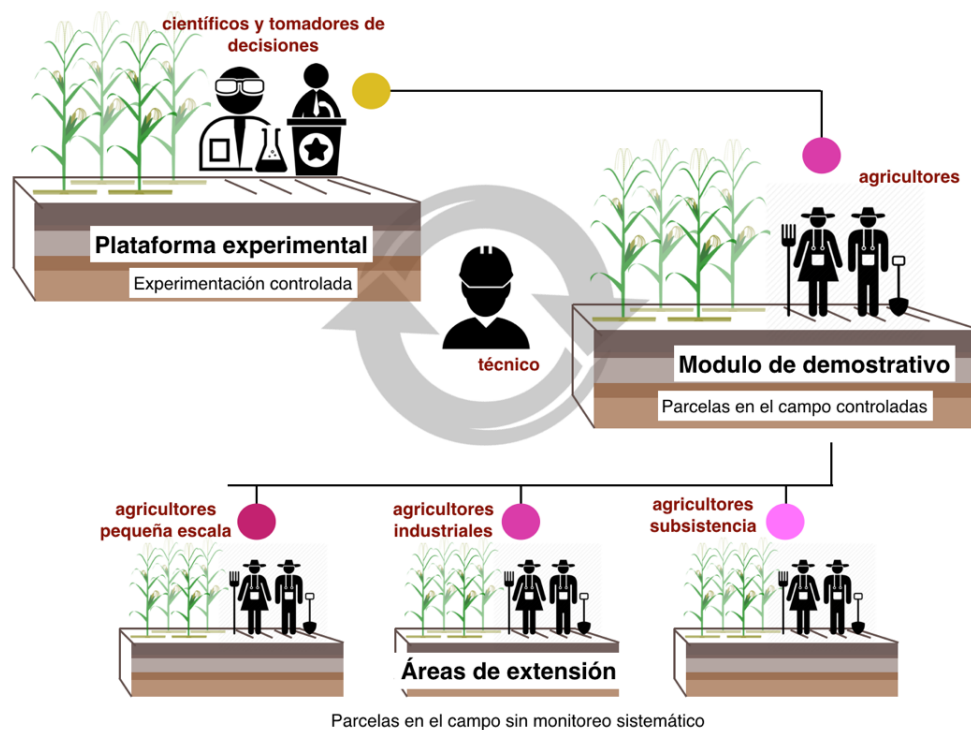 científicos y tomadores de
decisiones
agricultores
Plataforma experimental
Experimentación controlada
técnico
Modulo de demostrativo
Parcelas en el campo controladas
agricultores
pequeña escala
agricultores
industriales
agricultores
subsistencia
Áreas de extensión
Parcelas en el campo sin monitoreo sistemático